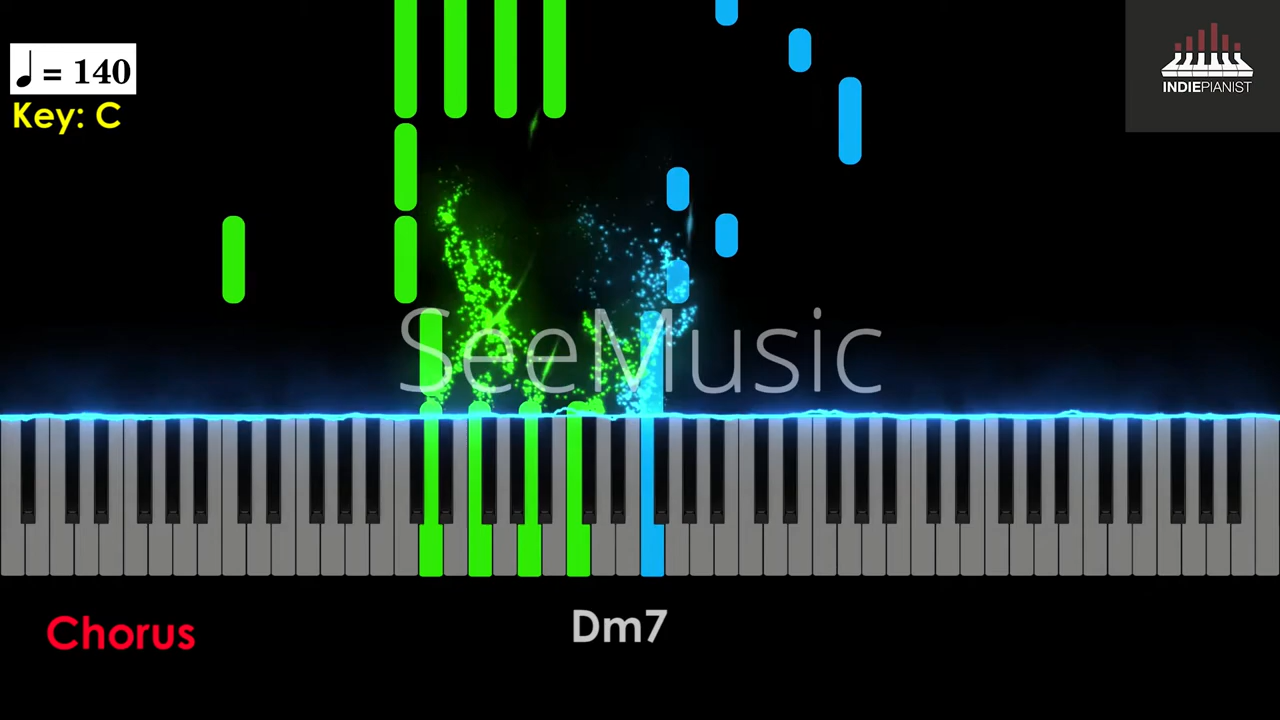 ♩ = 140
Key: C
INDIEPIANIST
SeeMusic
Chorus
Dm7